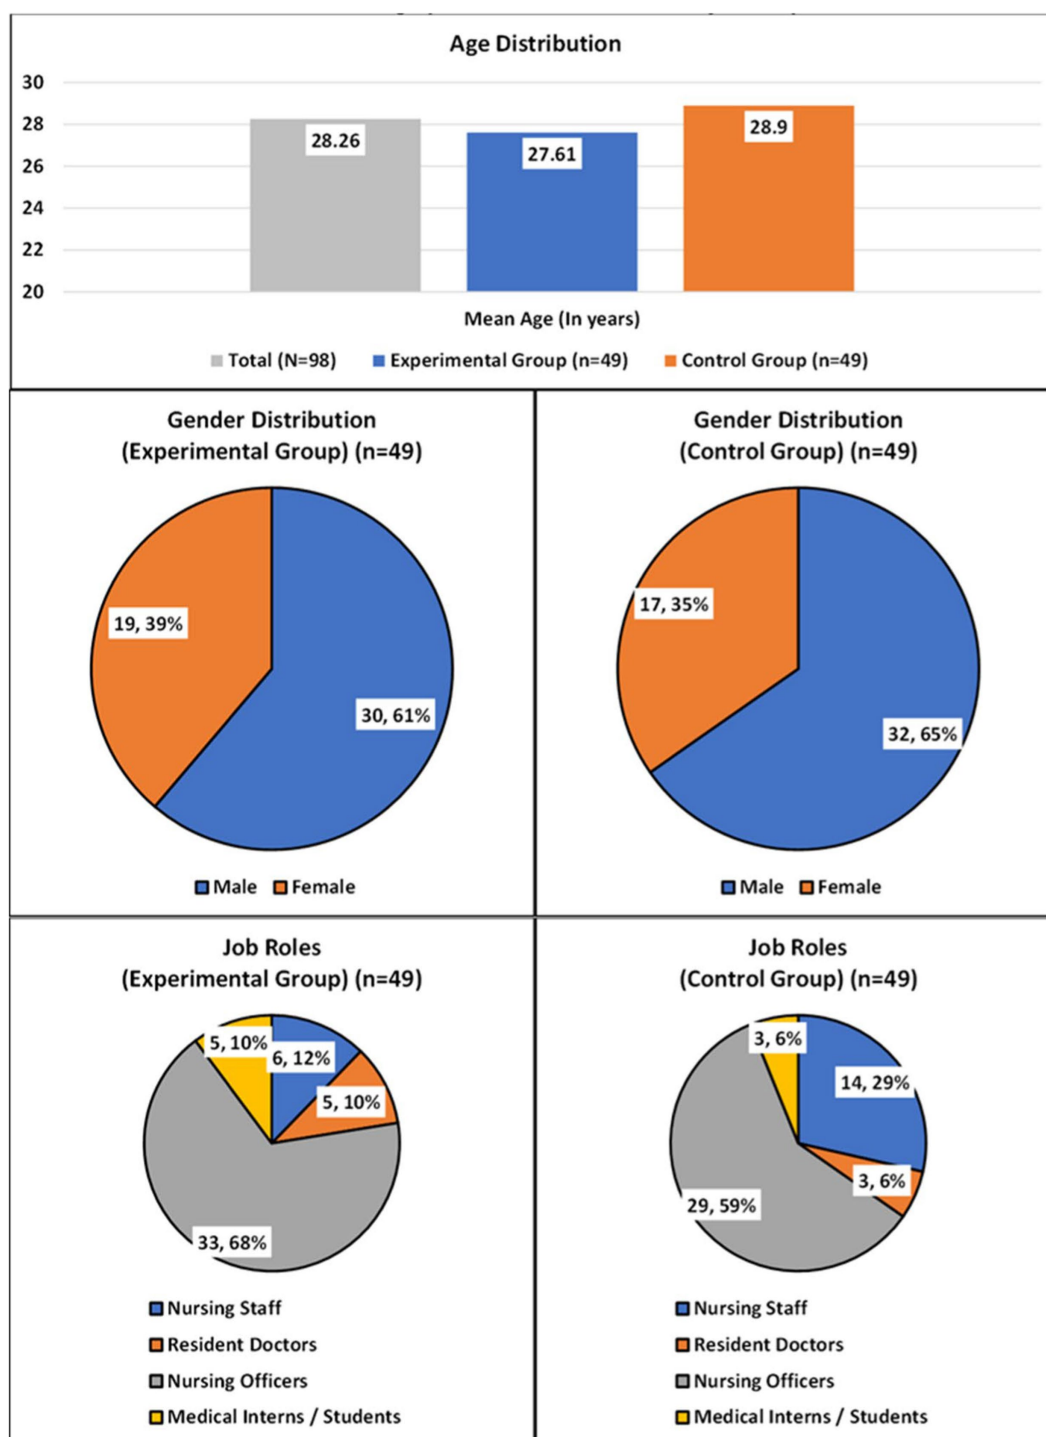 Age Distribution
30
28
26
24
22
20
28.26
27.61
28.9
Mean Age (In years)
Total (N=98) Experimental Group (n=49) Control Group (n=49)
Gender Distribution
(Experimental Group) (n=49)
19, 39%
30, 61%
Male Female
Gender Distribution
(Control Group) (n=49)
17, 35%
32, 65%
Male Female
Job Roles
(Experimental Group) (n=49)
5, 10%
6, 12%
5, 10%
33, 68%
Nursing Staff
Resident Doctors
Nursing Officers
Medical Interns / Students
Job Roles
(Control Group) (n=49)
3, 6%
14, 29%
3, 6%
29, 59%
Nursing Staff
Resident Doctors
Nursing Officers
Medical Interns / Students